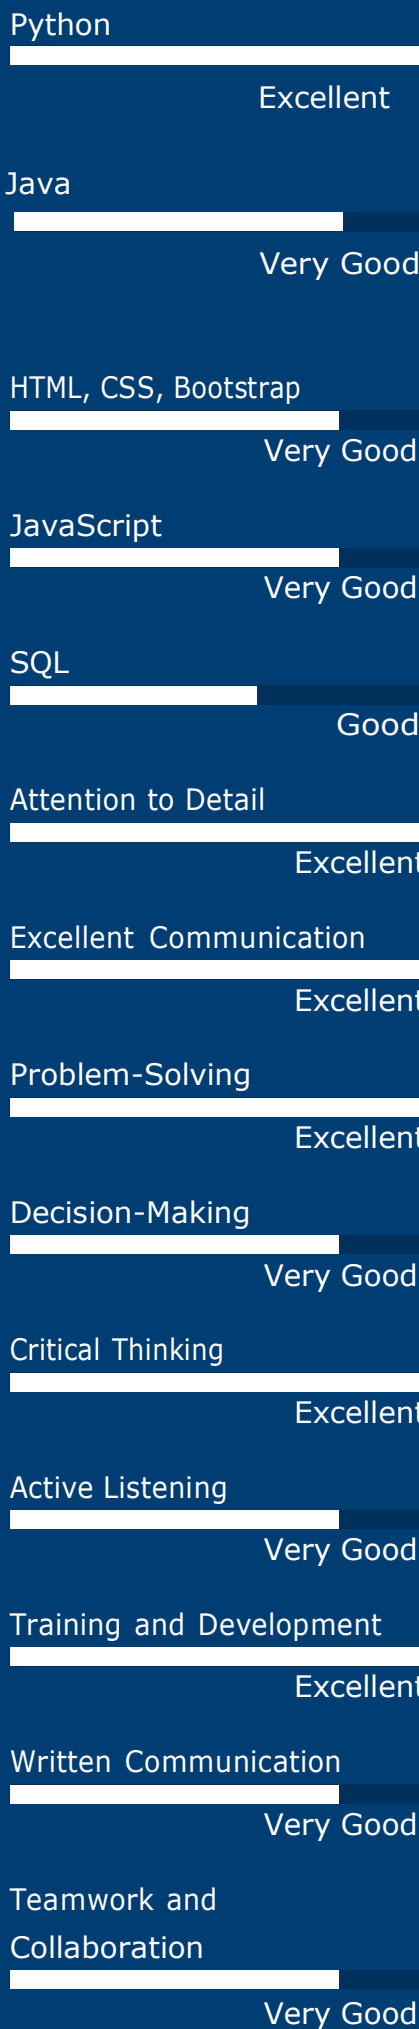 Python
Excellent
Java
Very Good
HTML, CSS, Bootstrap
Very Good
JavaScript
Very Good
SQL
Good
Attention to Detail
Excellent
Excellent Communication
Excellent
Problem-Solving
Excellent
Decision-Making
Very Good
Critical Thinking
Excellent
Active Listening
Very Good
Training and Development
Excellent
Written Communication
Very Good
Teamwork and
Collaboration
Very Good